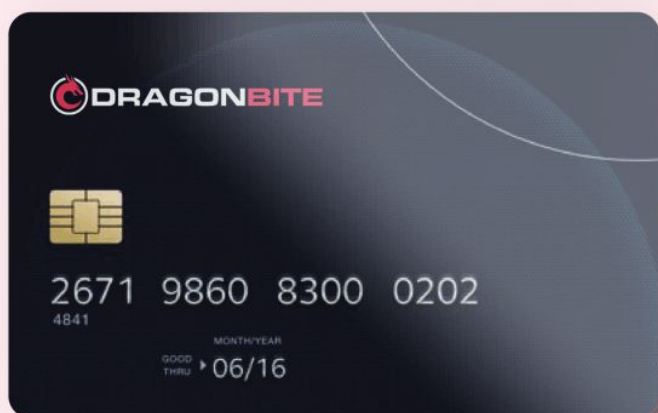 DRAGONBITE
2671 9860 8300 0202
4841
MONTH/YEAR
GOOD THRU 06/16